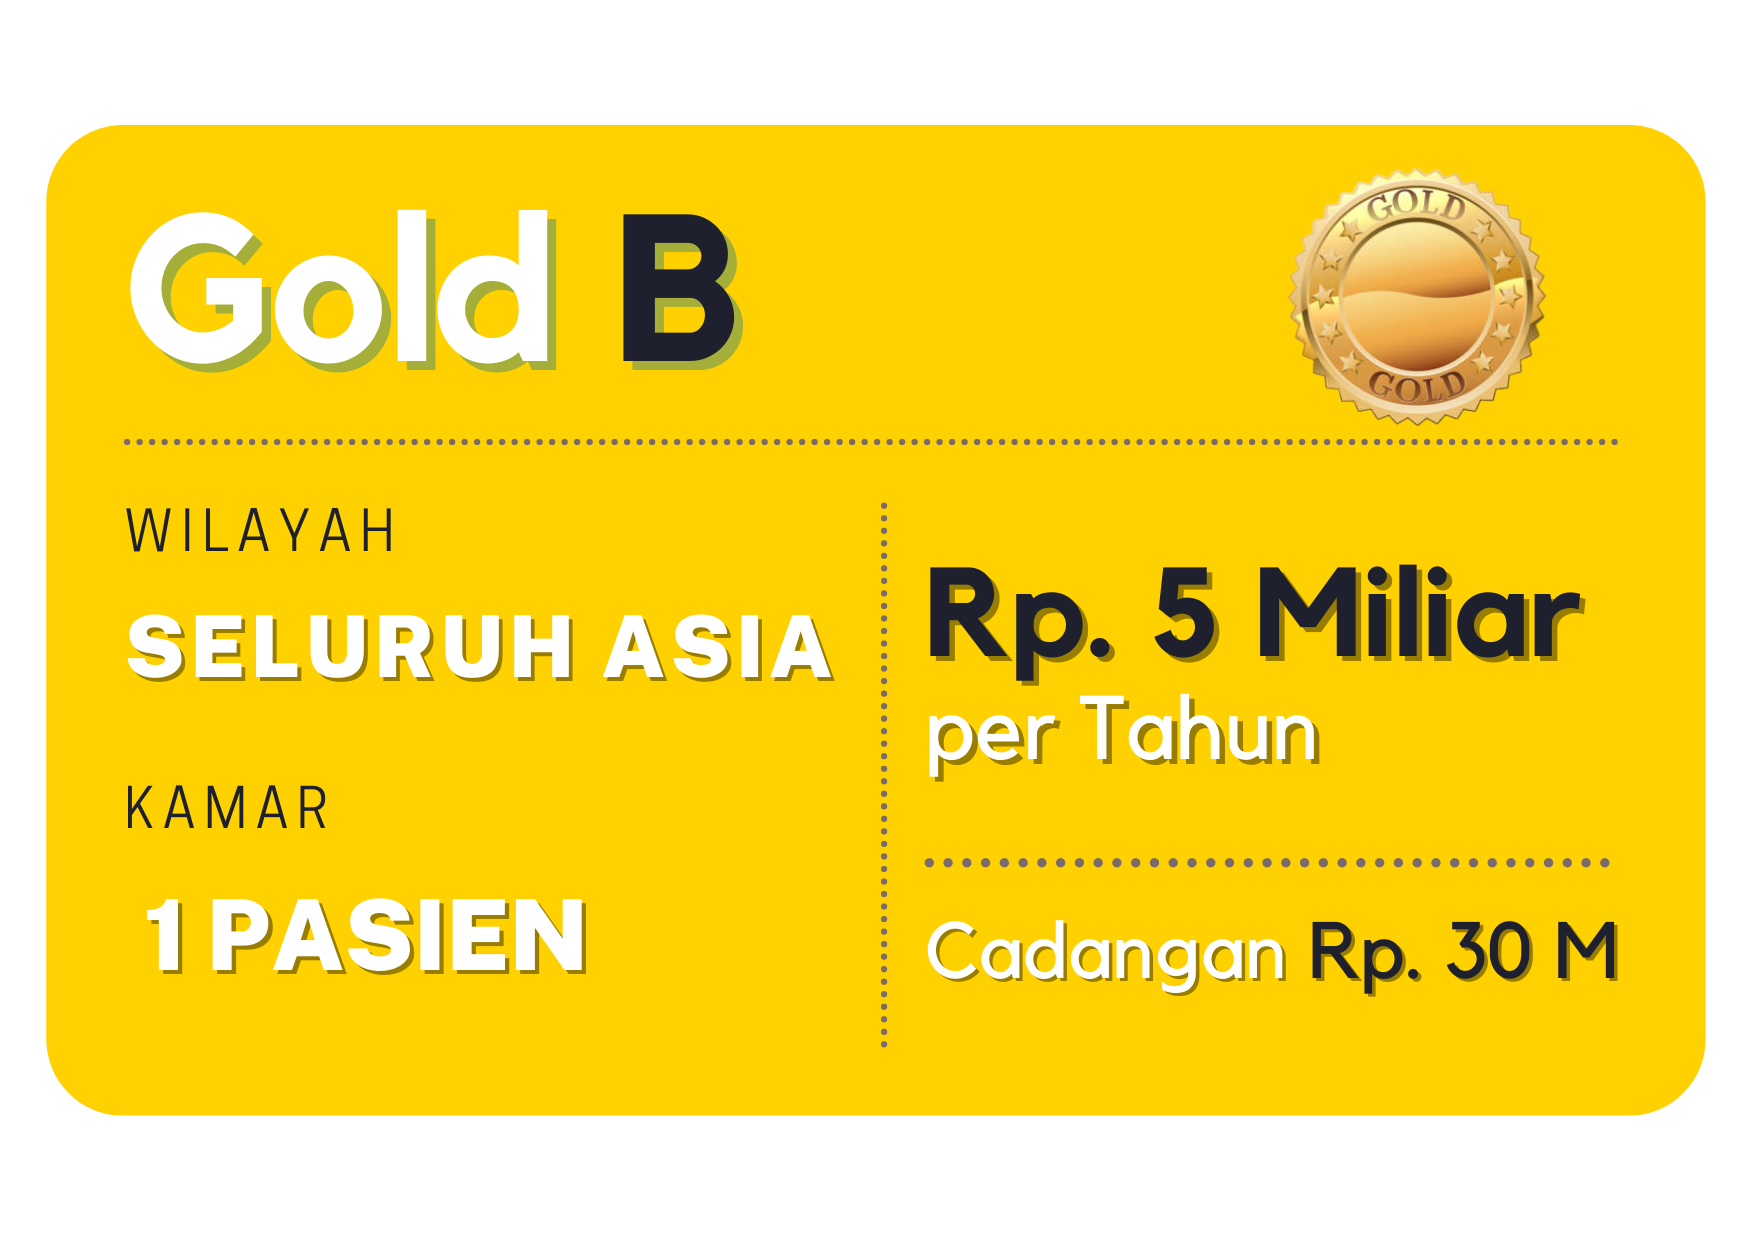 Gold B
GOLD
GOLD
WILAYAH
SELURUH ASIA
KAMAR
1 PASIEN
Rp. 5 Miliar
per Tahun
Cadangan Rp. 30 M